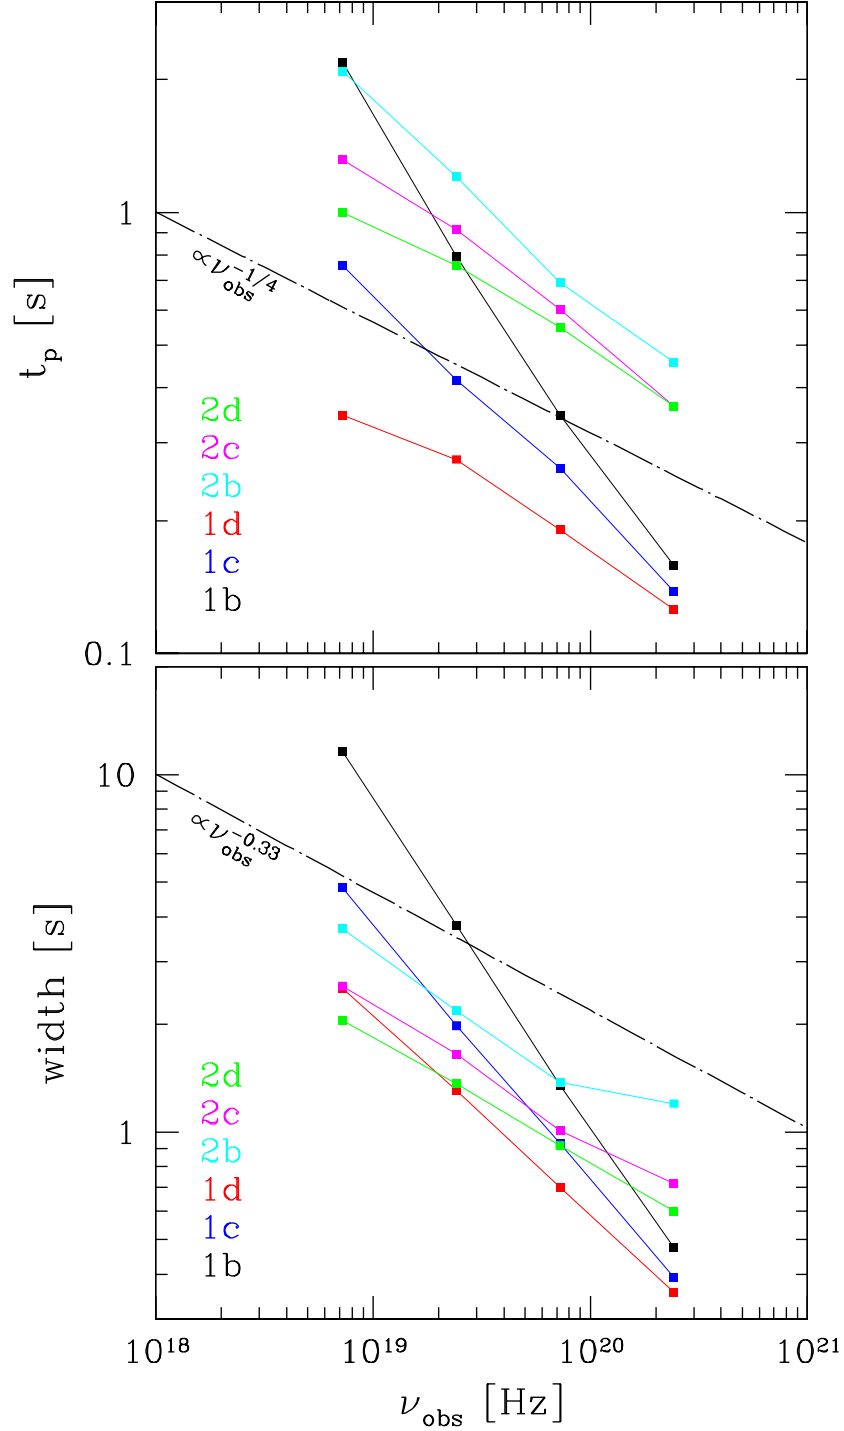 1
0.1
t_p [s]
∝ν_obs^−1/4
2d
2c
2b
1d
1c
1b
10
1
width [s]
∝ν_obs^−0.33
2d
2c
2b
1d
1c
1b
10^18 10^19 10^20 10^21
ν_obs [Hz]